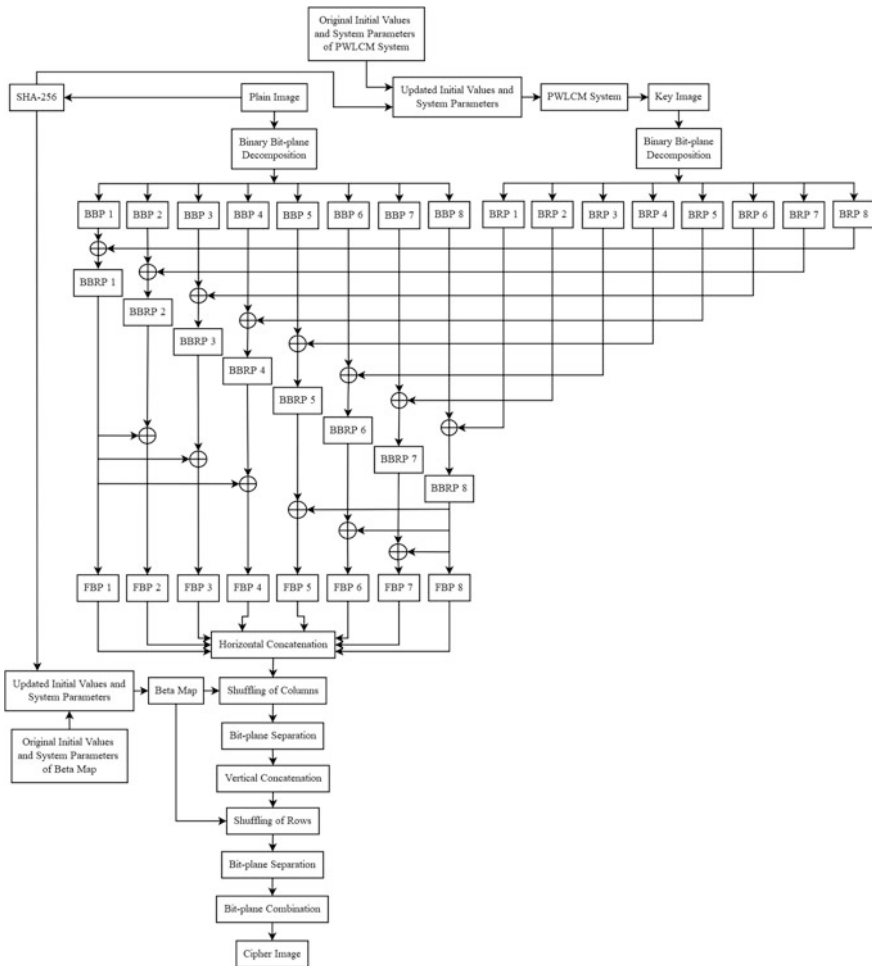 Original Initial Values
and System Parameters
of PWLCM System
SHA-256
Plain Image
Updated Initial Values and
System Parameters
PWLCM System
Key Image
Binary Bit-plane
Decomposition
Binary Bit-plane
Decomposition
BBP 1
BBP 2
BBP 3
BBP 4
BBP 5
BBP 6
BBP 7
BBP 8
BRP 1
BRP 2
BRP 3
BRP 4
BRP 5
BRP 6
BRP 7
BRP 8
BBRP 1
BBRP 2
BBRP 3
BBRP 4
BBRP 5
BBRP 6
BBRP 7
BBRP 8
FBP 1
FBP 2
FBP 3
FBP 4
FBP 5
FBP 6
FBP 7
FBP 8
Horizontal Concatenation
Updated Initial Values and
System Parameters
Beta Map
Shuffling of Columns
Original Initial Values
and System Parameters
of Beta Map
Bit-plane Separation
Vertical Concatenation
Shuffling of Rows
Bit-plane Separation
Bit-plane Combination
Cipher Image